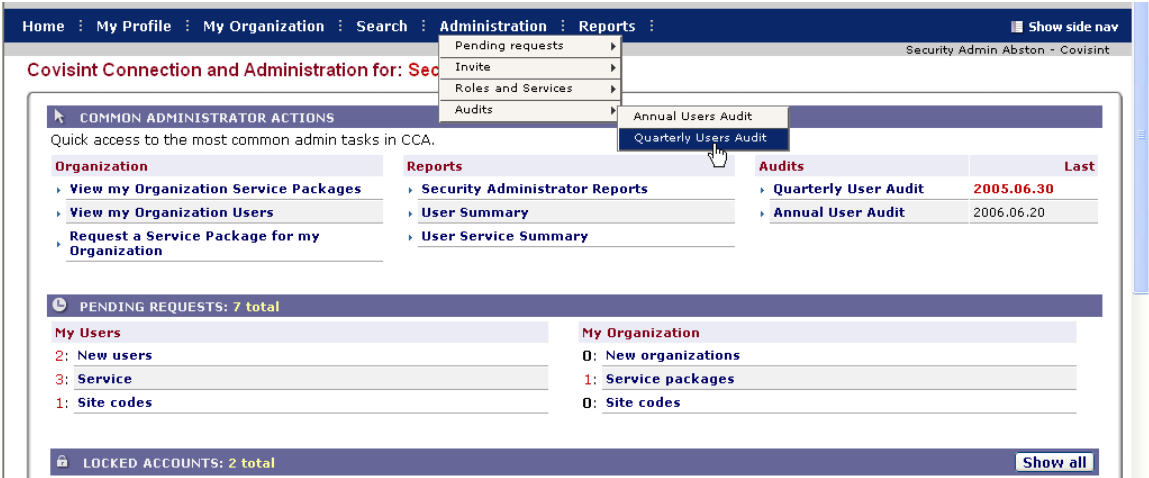 Home : My Profile : My Organization : Search : Administration : Reports :
Show side nav
Pending requests
Invite
Roles and Services
Audits
Annual Users Audit
Quarterly Users Audit
Security Admin Abston - Covisint
Covisint Connection and Administration for: Sec
COMMON ADMINISTRATOR ACTIONS
Quick access to the most common admin tasks in CCA.
Organization
View my Organization Service Packages
View my Organization Users
Request a Service Package for my
Organization
Reports
Security Administrator Reports
User Summary
User Service Summary
Audits Last
Quarterly User Audit 2005.06.30
Annual User Audit 2006.06.20
PENDING REQUESTS: 7 total
My Users
2: New users
3: Service
1: Site codes
My Organization
0: New organizations
1: Service packages
0: Site codes
LOCKED ACCOUNTS: 2 total
Show all